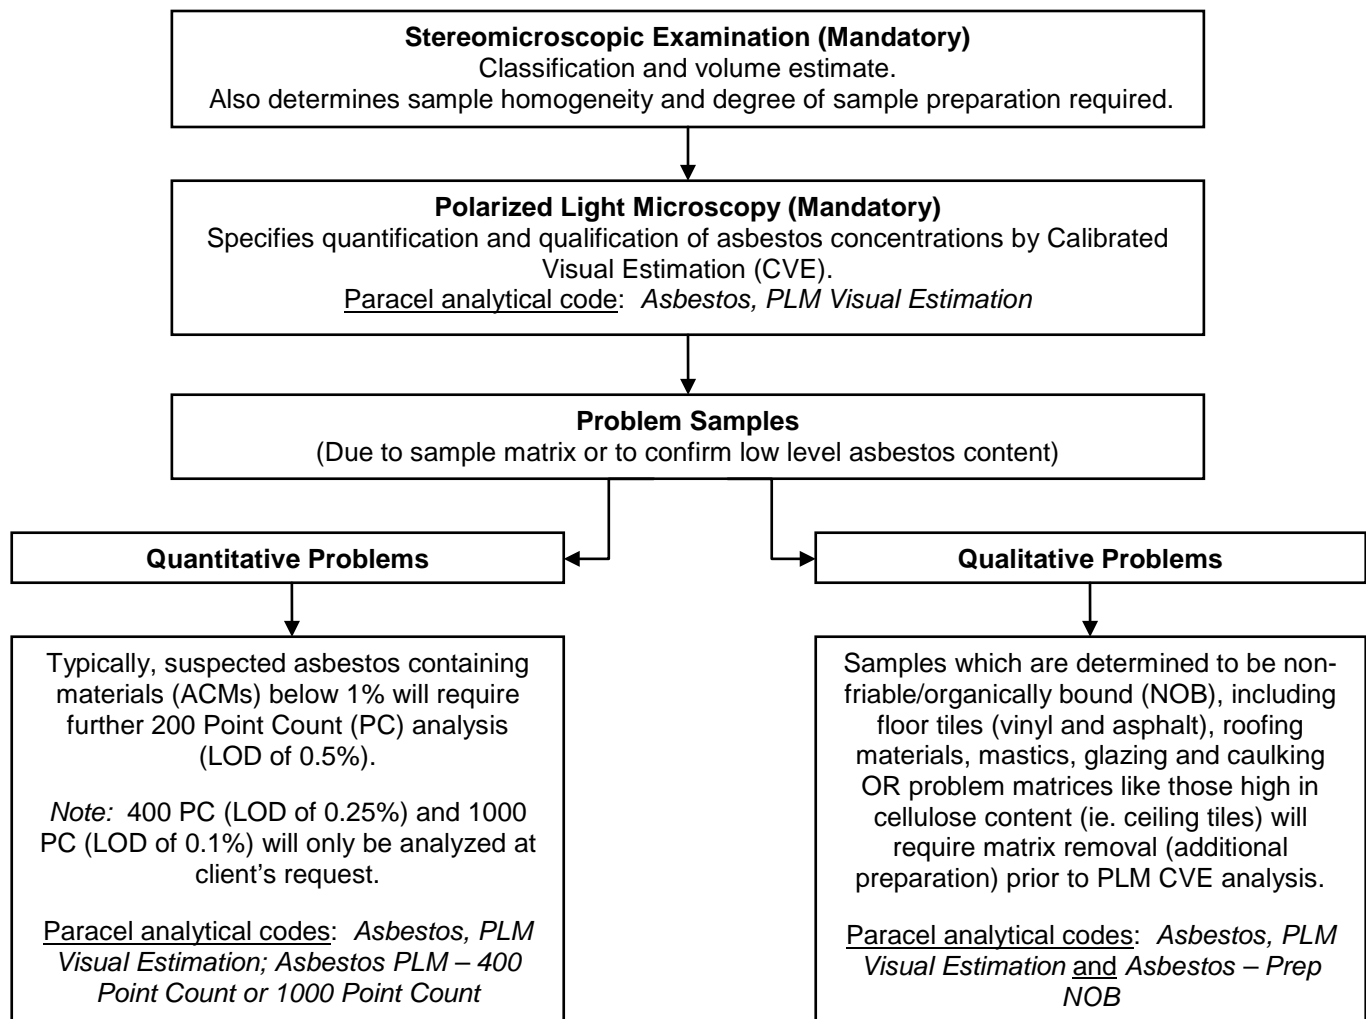 Stereomicroscopic Examination (Mandatory)
Classification and volume estimate.
Also determines sample homogeneity and degree of sample preparation required.
Polarized Light Microscopy (Mandatory)
Specifies quantification and qualification of asbestos concentrations by Calibrated
Visual Estimation (CVE).
Paracel analytical code:  Asbestos, PLM Visual Estimation
Problem Samples
(Due to sample matrix or to confirm low level asbestos content)
Quantitative Problems
Typically, suspected asbestos containing
materials (ACMs) below 1% will require
further 200 Point Count (PC) analysis
(LOD of 0.5%).
Note:  400 PC (LOD of 0.25%) and 1000
PC (LOD of 0.1%) will only be analyzed at
client's request.
Paracel analytical codes:  Asbestos, PLM
Visual Estimation; Asbestos PLM – 400
Point Count or 1000 Point Count
Qualitative Problems
Samples which are determined to be non-
friable/organically bound (NOB), including
floor tiles (vinyl and asphalt), roofing
materials, mastics, glazing and caulking
OR problem matrices like those high in
cellulose content (ie. ceiling tiles) will
require matrix removal (additional
preparation) prior to PLM CVE analysis.
Paracel analytical codes:  Asbestos, PLM
Visual Estimation and Asbestos – Prep
NOB